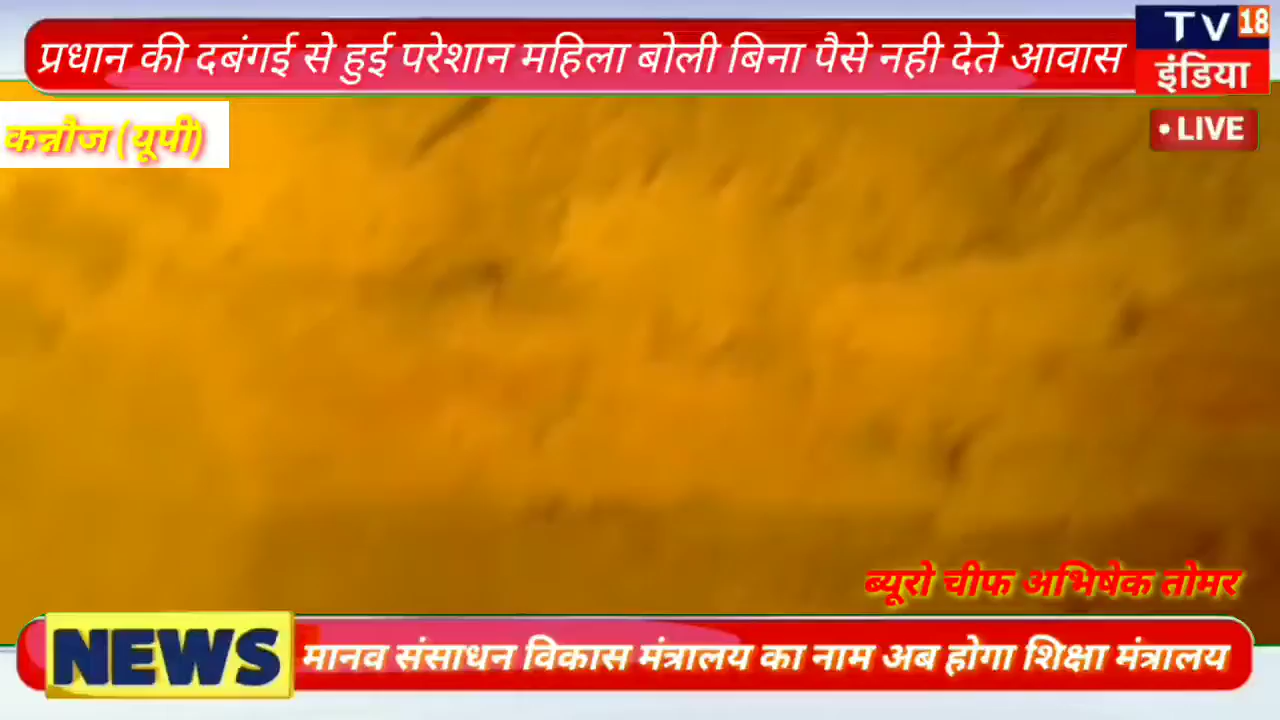 प्रधान की दबंगई से हुई परेशान महिला बोली बिना पैसे नही देते आवास
TV 18
इंडिया
• LIVE
कन्नौज (यूपी)
ब्यूरो चीफ अभिषेक तोमर
NEWS
मानव संसाधन विकास मंत्रालय का नाम अब होगा शिक्षा मंत्रालय